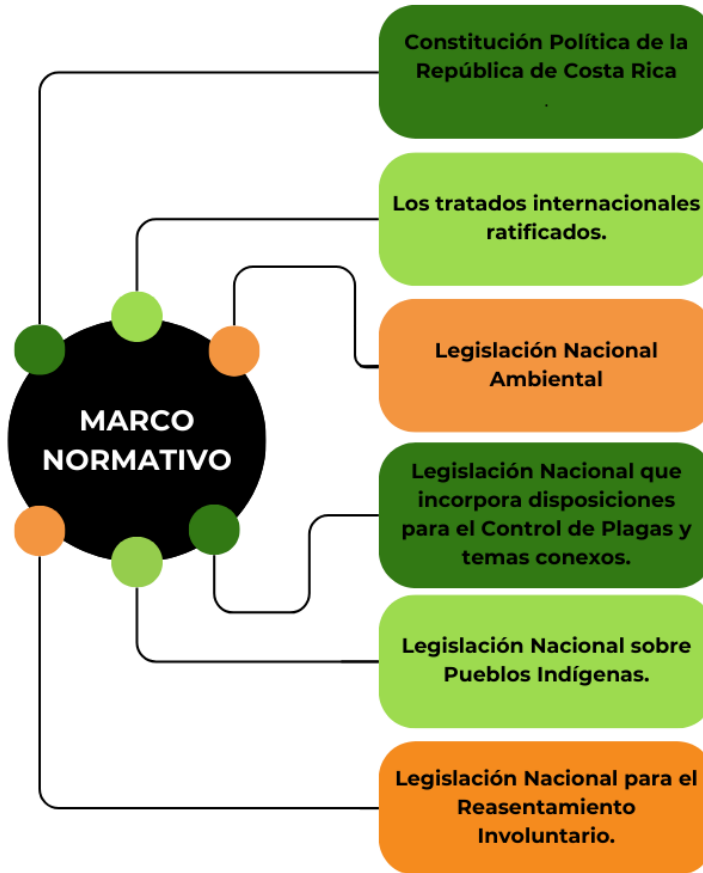 Constitución Política de la
República de Costa Rica
.
Los tratados internacionales
ratificados.
Legislación Nacional
Ambiental
MARCO
NORMATIVO
Legislación Nacional que
incorpora disposiciones
para el Control de Plagas y
temas conexos.
Legislación Nacional sobre
Pueblos Indígenas.
Legislación Nacional para el
Reasentamiento
Involuntario.